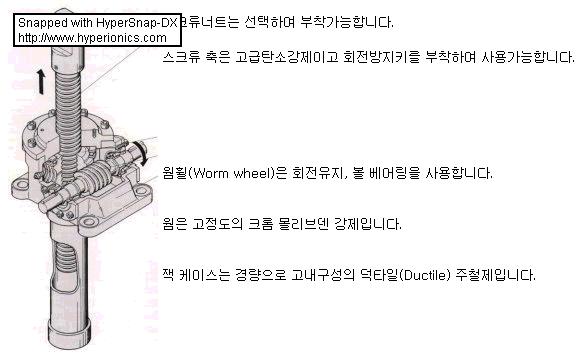 Snapped with HyperSnap-DX
http://www.hyperionics.com
크류너트는 선택하여 부착가능합니다.
스크류 축은 고급탄소강제이고 회전방지키를 부착하여 사용가능합니다.
웜휠(Worm wheel)은 회전유지, 볼 베어링을 사용합니다.
웜은 고정도의 크롬 몰리브덴 강제입니다.
잭 케이스는 경량으로 고내구성의 덕타일(Ductile) 주철제입니다.